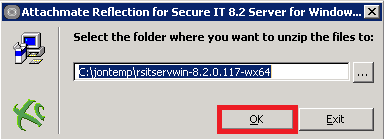 Attachmate Reflection for Secure IT 8.2 Server for Window...
Select the folder where you want to unzip the files to:
C:\jontemp\rsitservwin-8.2.0.117-wx64
...
OK
Exit